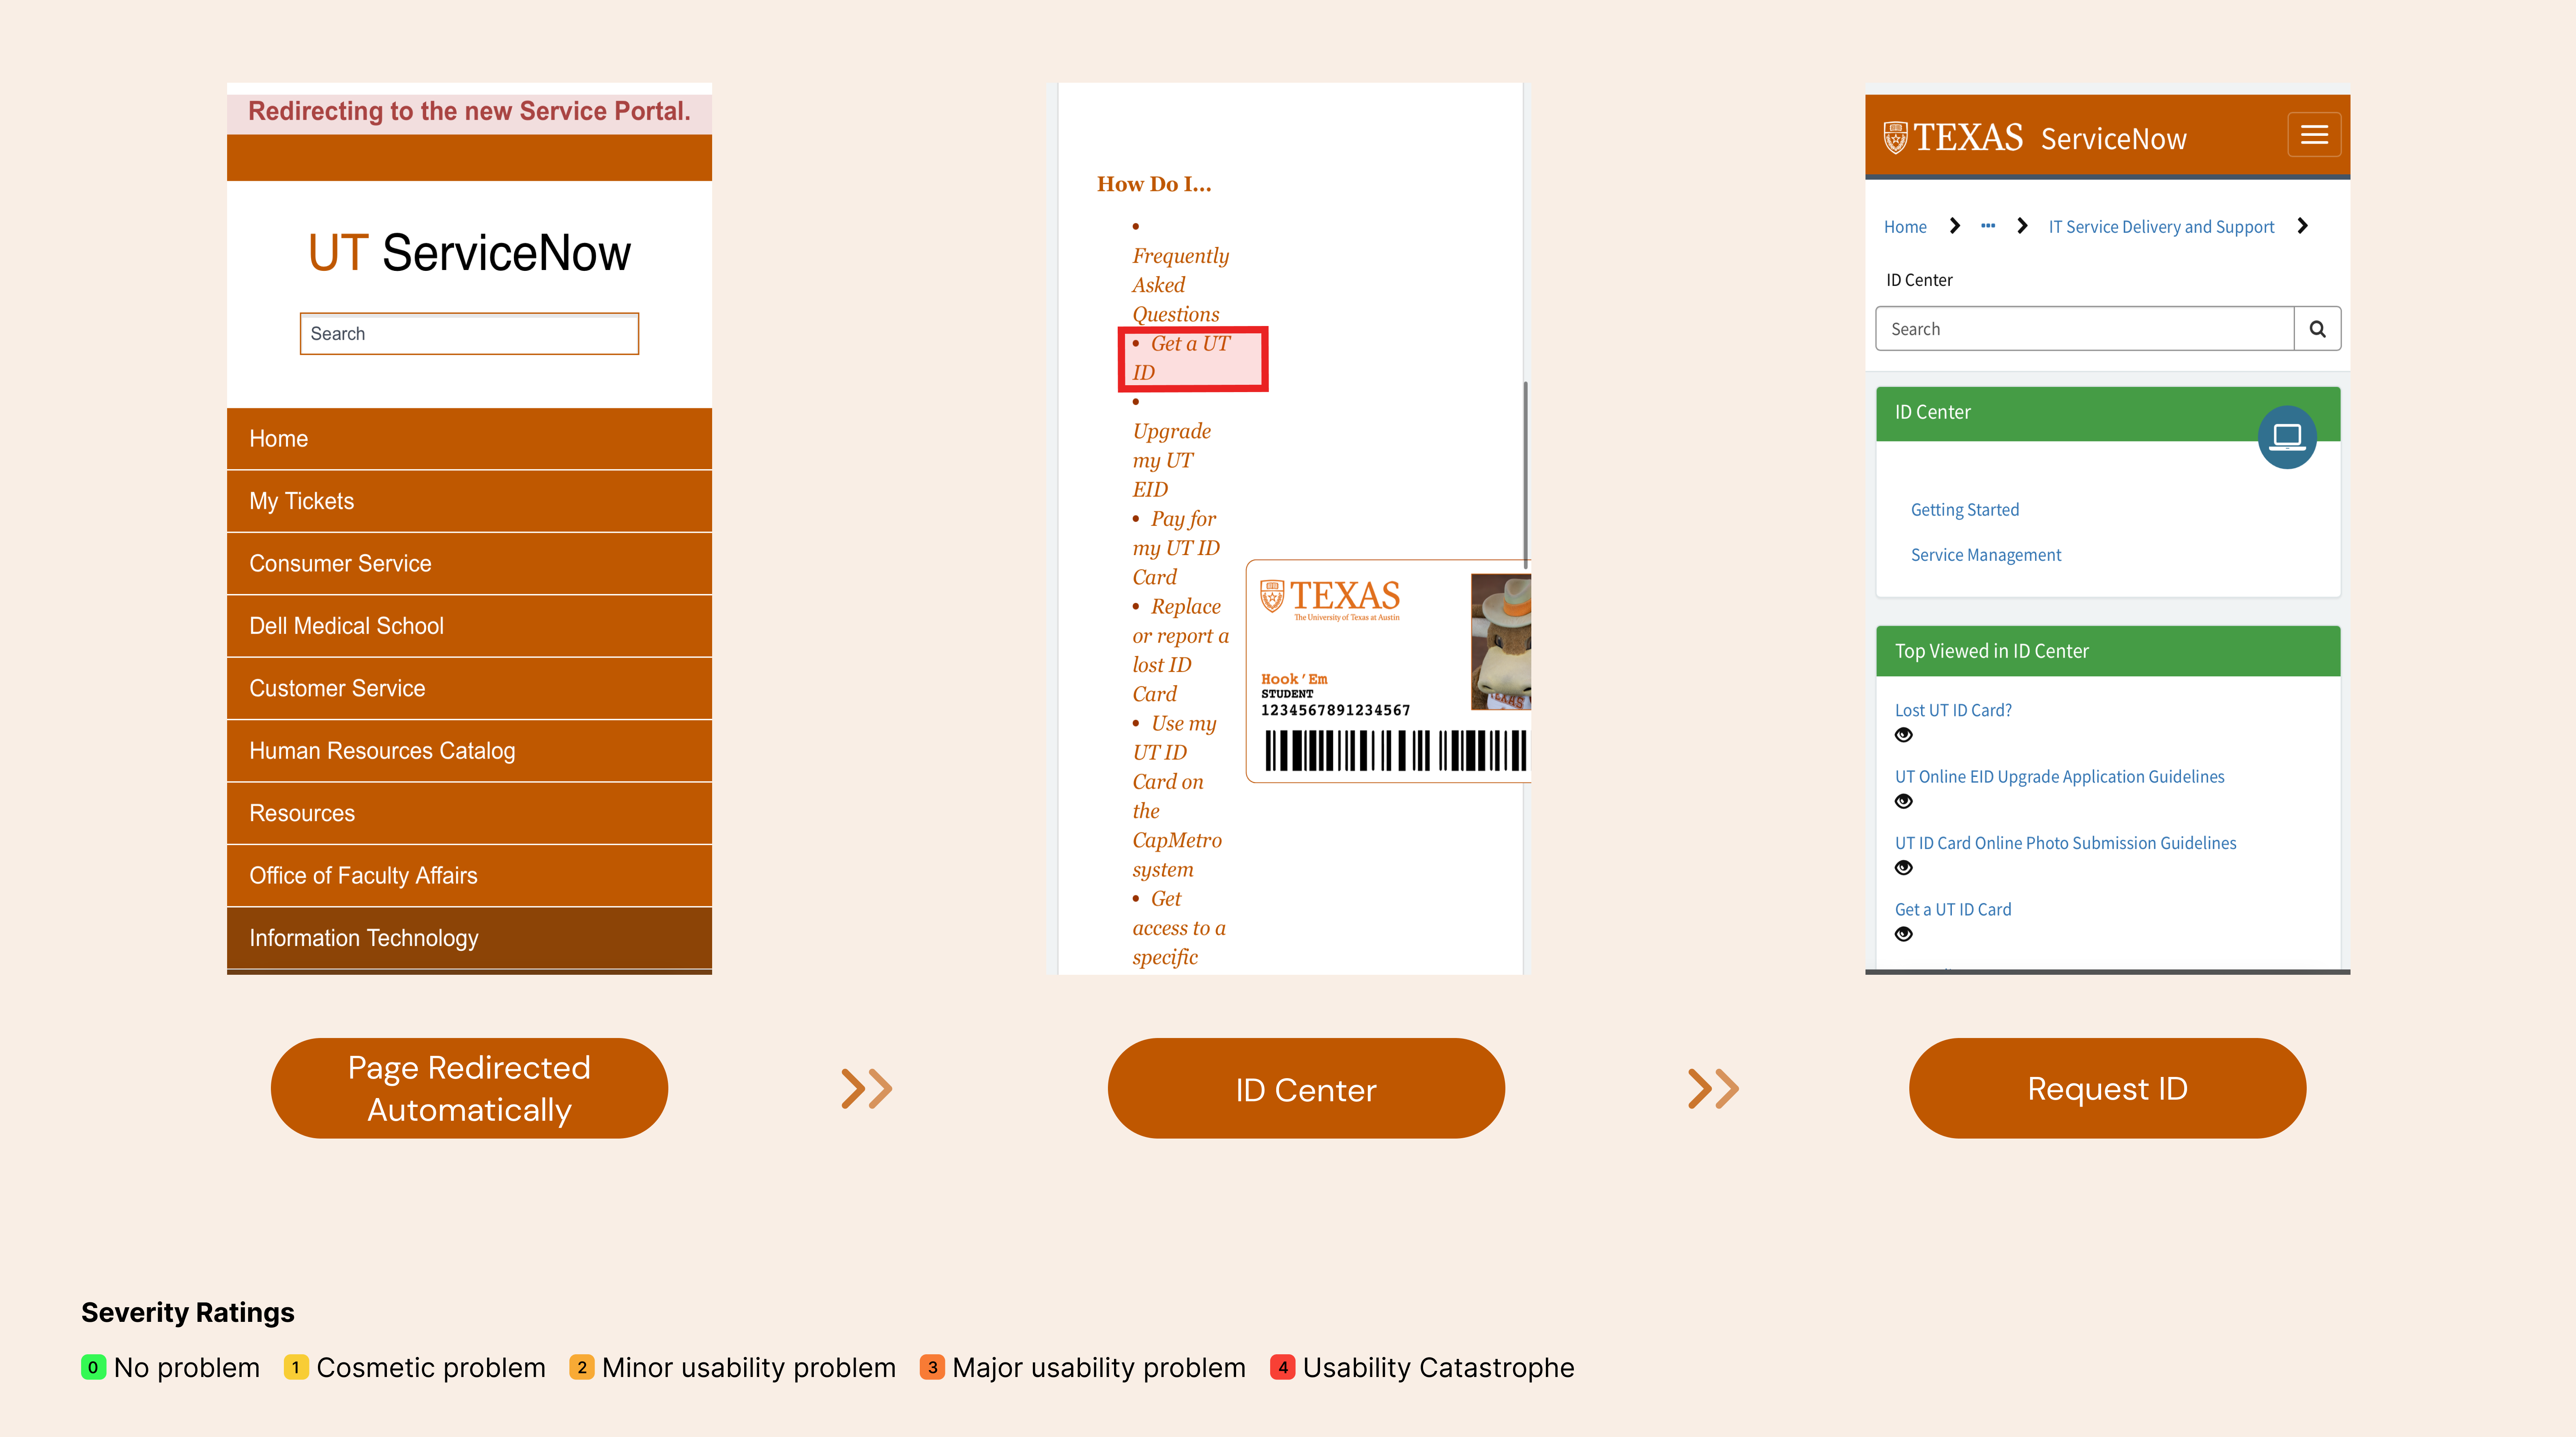 Redirecting to the new Service Portal.
UT ServiceNow
Search
Home
My Tickets
Consumer Service
Dell Medical School
Customer Service
Human Resources Catalog
Resources
Office of Faculty Affairs
Information Technology
Page Redirected
Automatically
How Do I...
•
Frequently
Asked
Questions
• Get a UT
ID
•
Upgrade
my UT
EID
• Pay for
my UT ID
Card
• Replace
or report a
lost ID
Card
• Use my
UT ID
Card on
the
CapMetro
system
• Get
access to a
specific
TEXAS
The University of Texas at Austin
Hook 'Em
STUDENT
1234567891234567
TEXAS
ID Center
TEXAS ServiceNow
Home ... IT Service Delivery and Support
ID Center
Search
ID Center
Getting Started
Service Management
Top Viewed in ID Center
Lost UT ID Card?
UT Online EID Upgrade Application Guidelines
UT ID Card Online Photo Submission Guidelines
Get a UT ID Card
Request ID
Severity Ratings
0 No problem 1 Cosmetic problem 2 Minor usability problem 3 Major usability problem 4 Usability Catastrophe